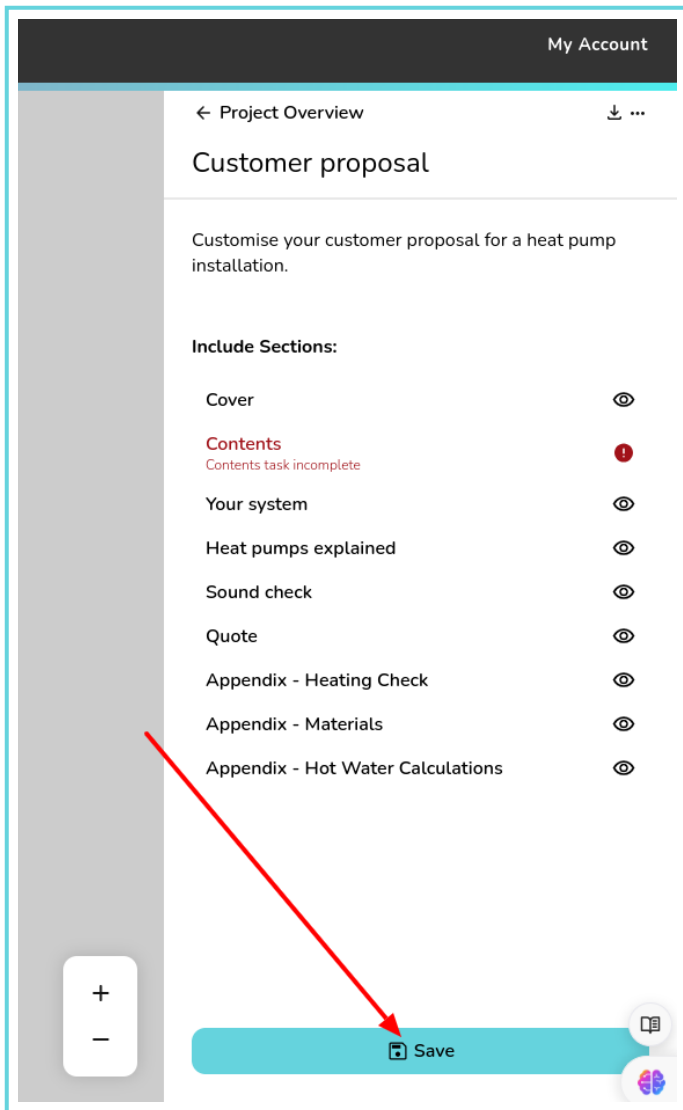 My Account
Project Overview
Customer proposal
Customise your customer proposal for a heat pump
installation.
Include Sections:
Cover
Contents
Contents task incomplete
Your system
Heat pumps explained
Sound check
Quote
Appendix - Heating Check
Appendix - Materials
Appendix - Hot Water Calculations
Save